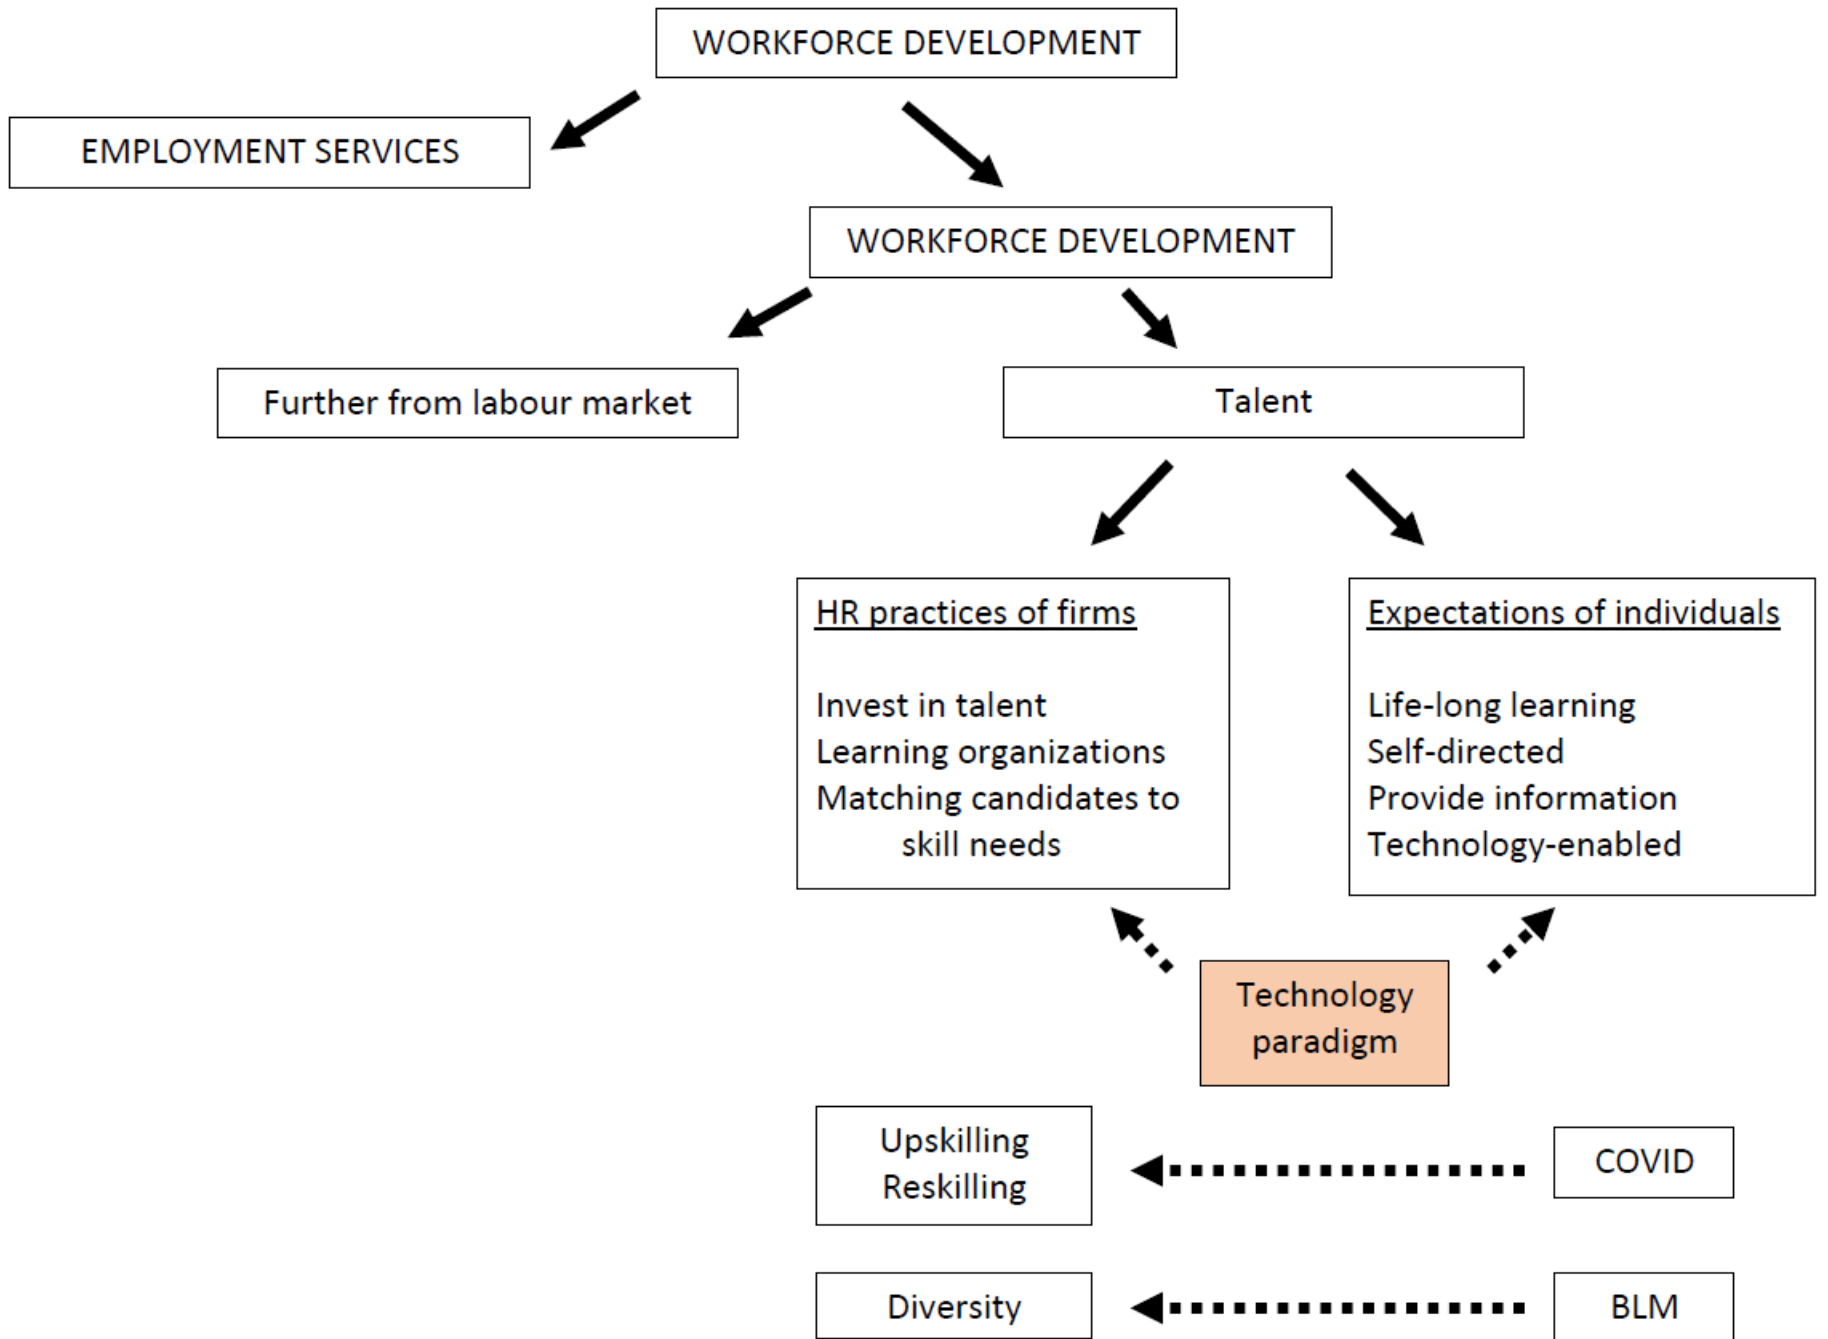 WORKFORCE DEVELOPMENT
EMPLOYMENT SERVICES
WORKFORCE DEVELOPMENT
Further from labour market
Talent
HR practices of firms
Invest in talent
Learning organizations
Matching candidates to
skill needs
Expectations of individuals
Life-long learning
Self-directed
Provide information
Technology-enabled
Technology
paradigm
Upskilling
Reskilling
COVID
Diversity
BLM